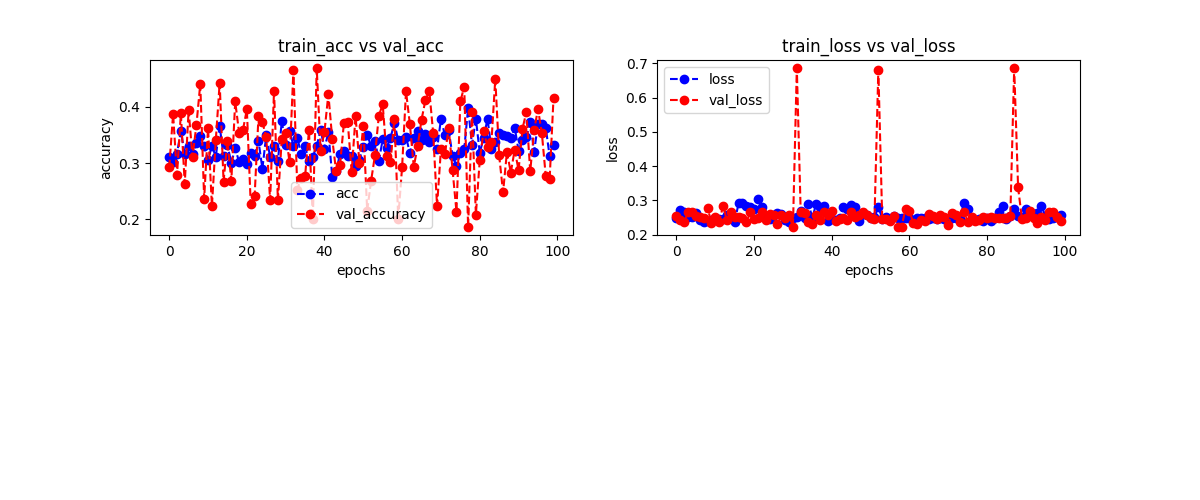 train_acc vs val_acc
accuracy
0.4
0.3
0.2
acc
val_accuracy
0
20
40
60
80
100
epochs
train_loss vs val_loss
loss
0.7
0.6
0.5
0.4
0.3
0.2
loss
val_loss
0
20
40
60
80
100
epochs